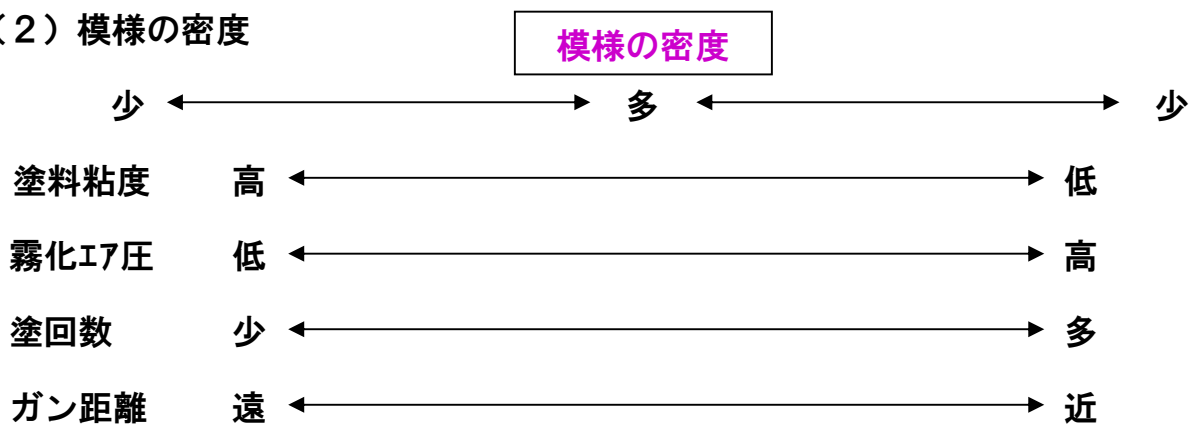 (2)模様の密度
模様の密度
少 多 少
塗料粘度 高 低
霧化ｴｱ圧 低 高
塗回数 少 多
ガン距離 遠 近